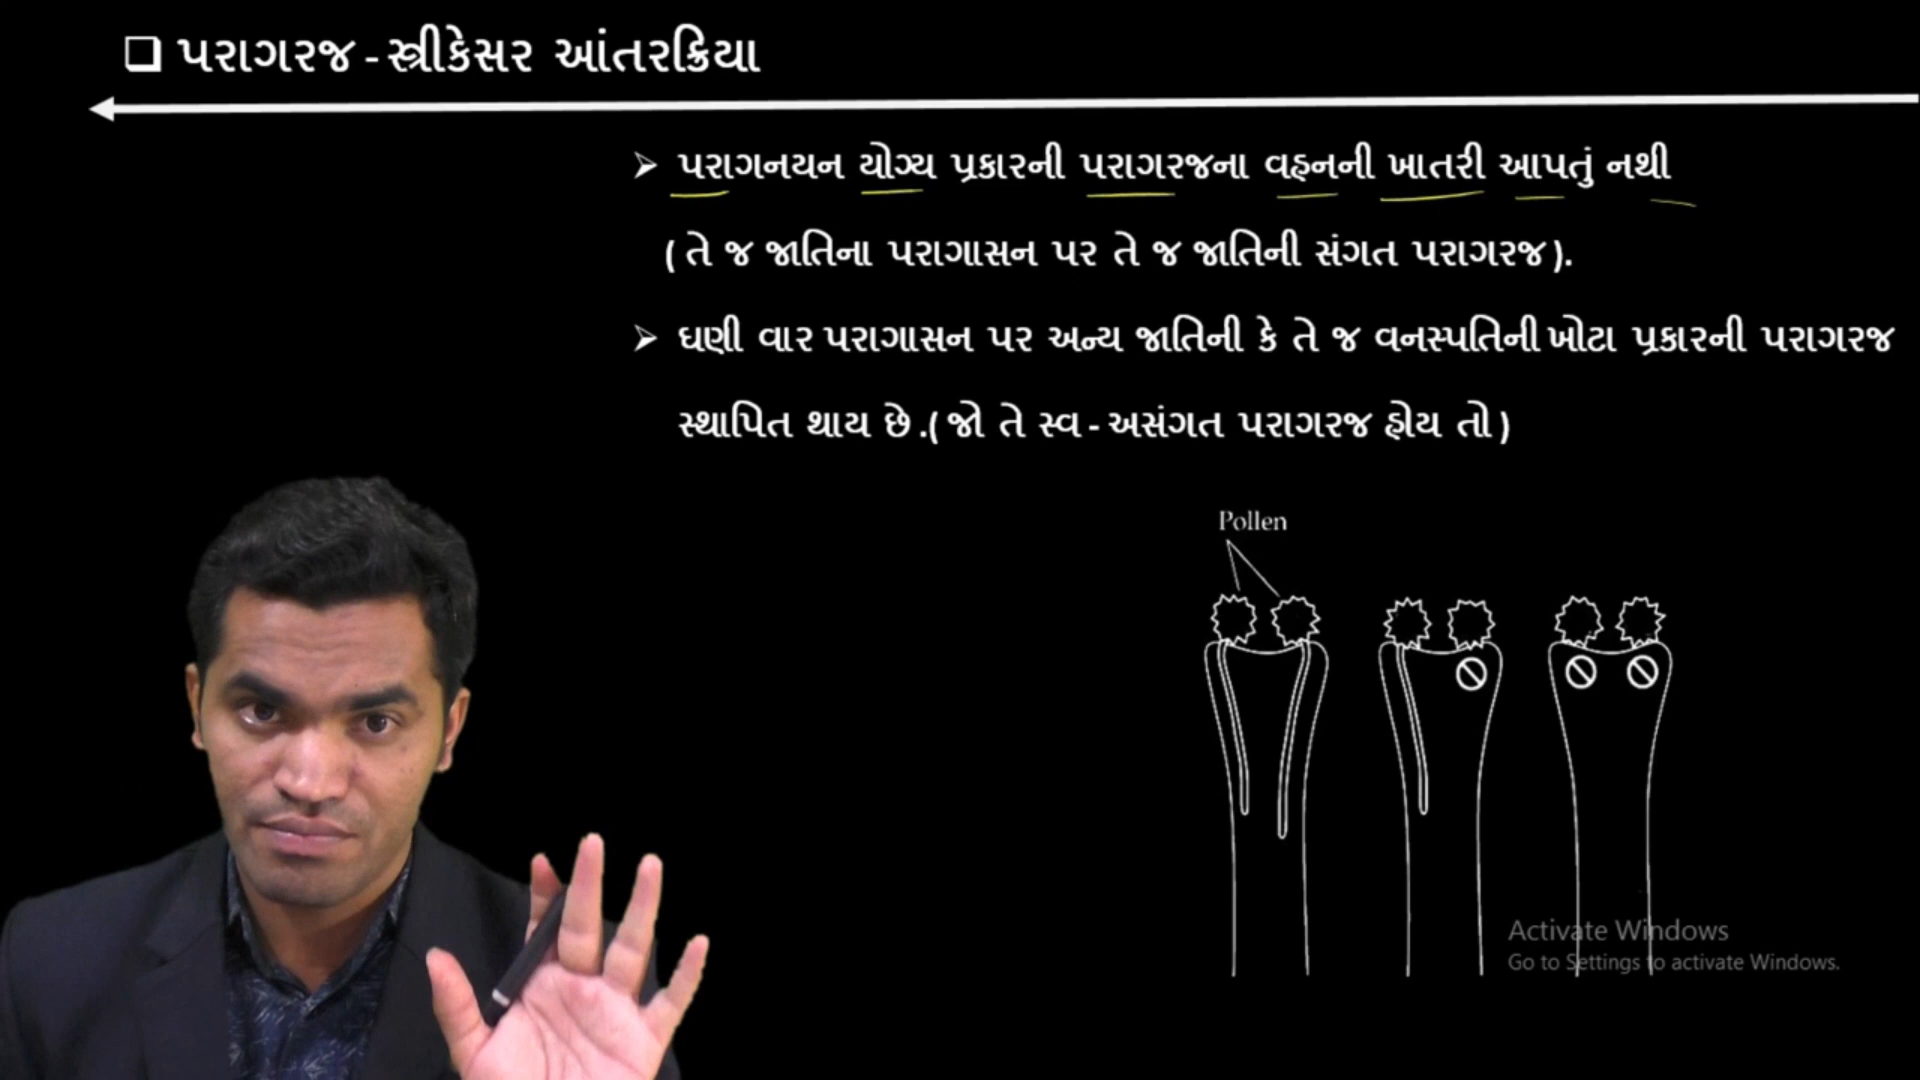 ❑ પરાગરજ - સ્ત્રીકેસર આંતરક્રિયા
➢ પરાગનયન યોગ્ય પ્રકારની પરાગરજના વહનની ખાતરી આપતું નથી
( તે જ જાતિના પરાગાસન પર તે જ જાતિની સંગત પરાગરજ ).
➢ ઘણી વાર પરાગાસન પર અન્ય જાતિની કે તે જ વનસ્પતિની ખોટા પ્રકારની પરાગરજ
સ્થાપિત થાય છે .( જો તે સ્વ - અસંગત પરાગરજ હોય તો )
Pollen
Activate Windows
Go to Settings to activate Windows.